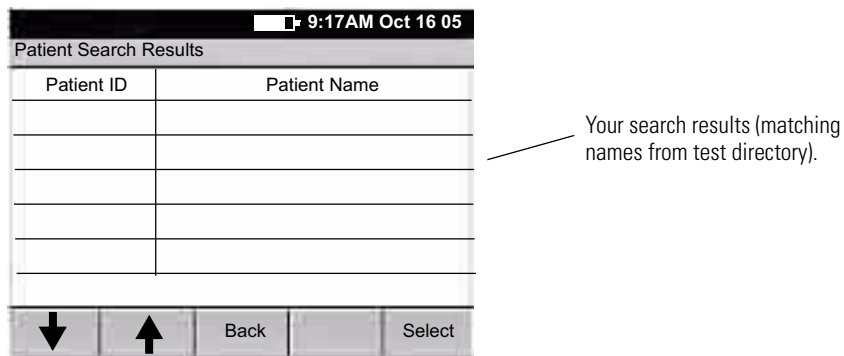 9:17AM Oct 16 05
Patient Search Results
Patient ID Patient Name
Your search results (matching
names from test directory).
Back Select